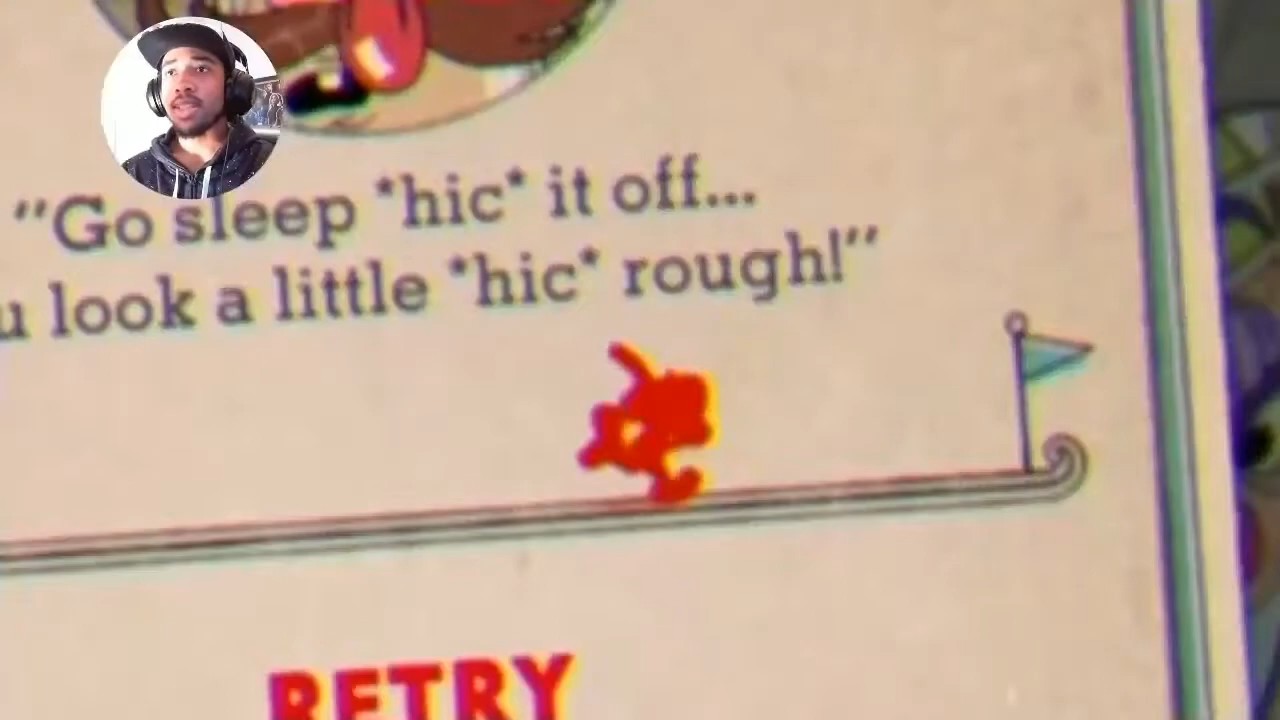 “Go sleep *hic* it off...
u look a little *hic* rough!”
RETRY